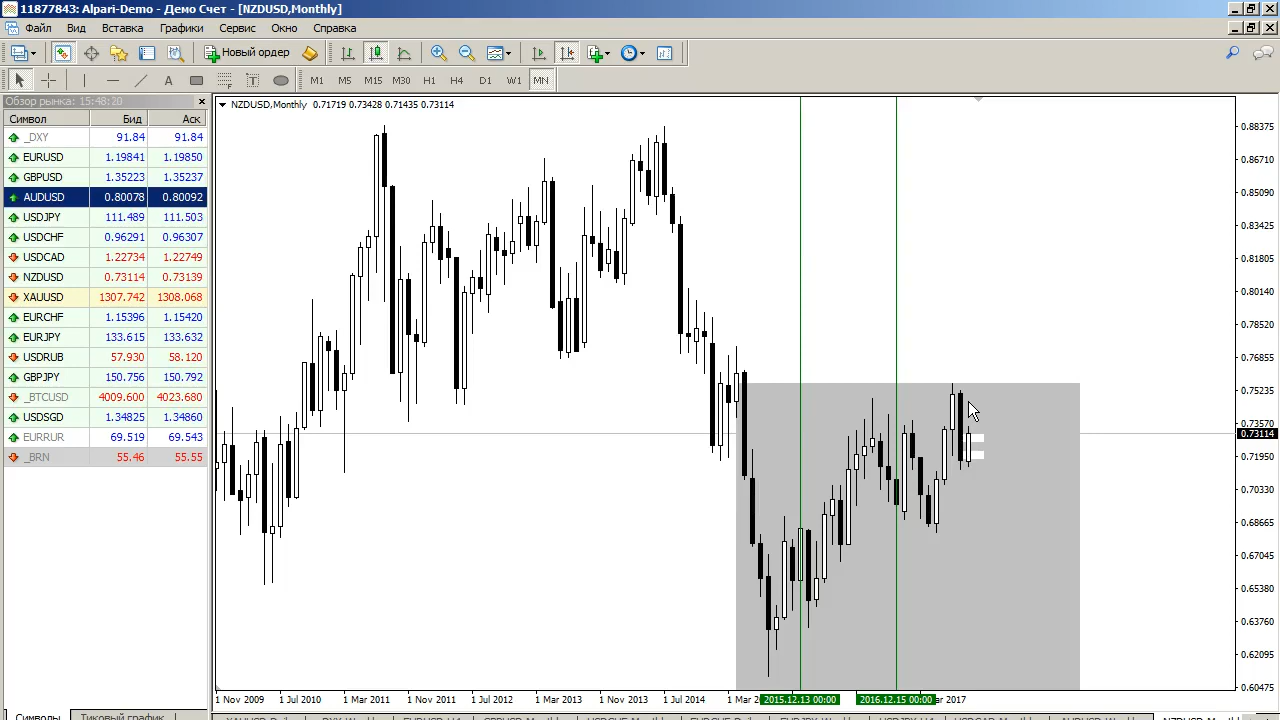 11877843: Alpari-Demo - Демо Счет - [NZDUSD,Monthly]
Файл Вид Вставка Графики Сервис Окно Справка
Новый ордер
A T M1 M5 M15 M30 H1 H4 D1 W1 MN
Обзор рынка: 15:48:20
Символ Бид Аск
_DXY 91.84 91.84
EURUSD 1.19841 1.19850
GBPUSD 1.35223 1.35237
AUDUSD 0.80078 0.80092
USDJPY 111.489 111.503
USDCHF 0.96291 0.96307
USDCAD 1.22734 1.22749
NZDUSD 0.73114 0.73139
XAUUSD 1307.742 1308.068
EURCHF 1.15396 1.15420
EURJPY 133.615 133.632
USDRUB 57.930 58.120
GBPJPY 150.756 150.792
_BTCUSD 4009.600 4023.680
USDSGD 1.34825 1.34860
EURRUR 69.519 69.543
_BRN 55.46 55.55
Символы Тиковый график
NZDUSD,Monthly 0.71719 0.73428 0.71435 0.73114
0.88375
0.86710
0.85090
0.83425
0.81805
0.80140
0.78520
0.76855
0.75235
0.73570
0.73114
0.71950
0.70330
0.68665
0.67045
0.65380
0.63760
0.62095
0.60475
1 Nov 2009 1 Jul 2010 1 Mar 2011 1 Nov 2011 1 Jul 2012 1 Mar 2013 1 Nov 2013 1 Jul 2014 1 Mar 2 2015.12.13 00:00 2016.12.15 00:00 ar 2017